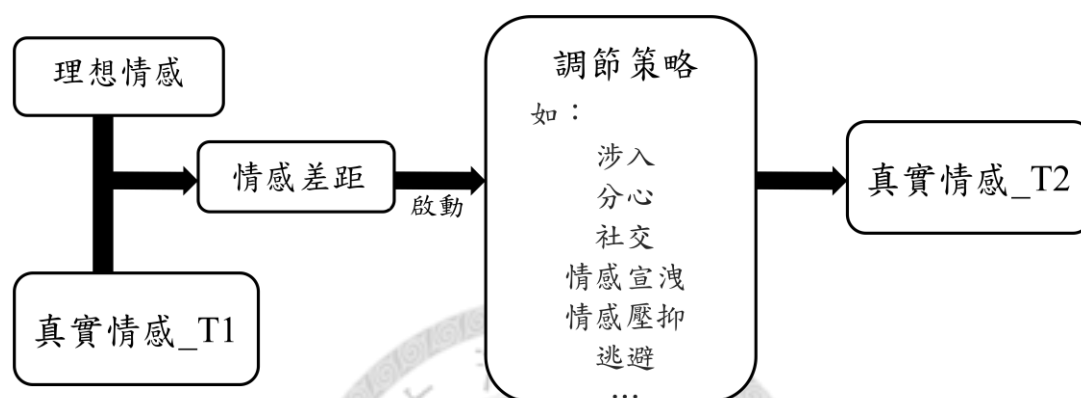 理想情感
真實情感_T1
情感差距
啟動
調節策略
如：
涉入
分心
社交
情感宣洩
情感壓抑
逃避
...
真實情感_T2